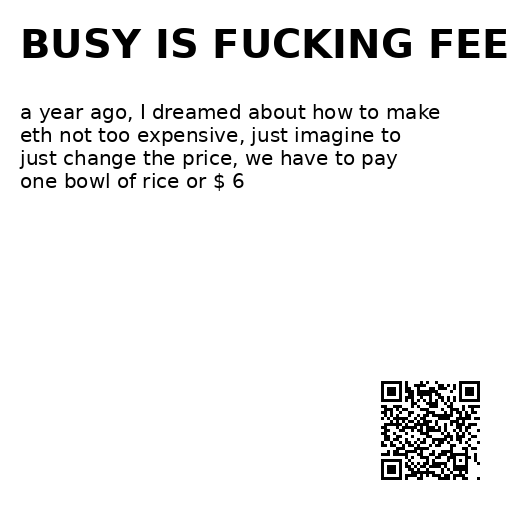 BUSY IS FUCKING FEE
a year ago, I dreamed about how to make
eth not too expensive, just imagine to
just change the price, we have to pay
one bowl of rice or $ 6